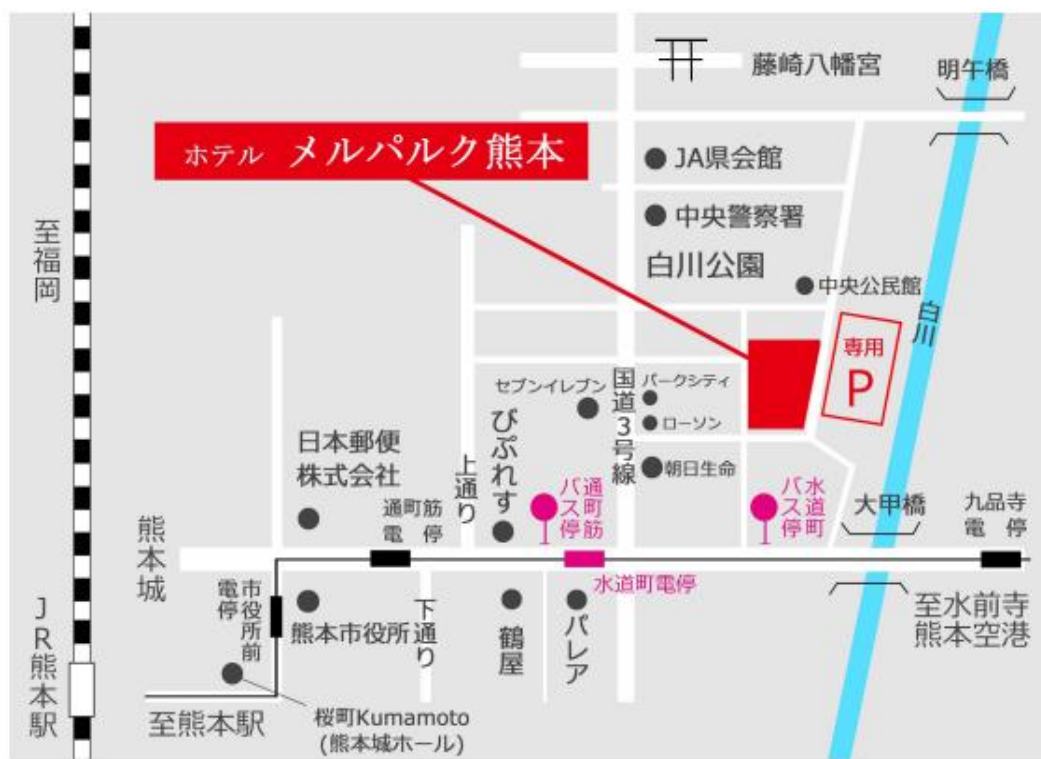 藤崎八幡宮
明午橋
ホテル メルパルク熊本
JA県会館
中央警察署
白川公園
中央公民館
至福岡
白川
専用
P
国道3号線
パークシティ
セブンイレブン
ローソン
びぷれす
日本郵便
株式会社
上通り
朝日生命
通町筋
バス停
水道町
バス停
大甲橋
九品寺
電停
通町筋
電停
熊本城
水道町電停
市役所前
電停
熊本市役所
下通り
鶴屋
パレア
至水前寺
熊本空港
JR熊本駅
至熊本駅
桜町Kumamoto
(熊本城ホール)